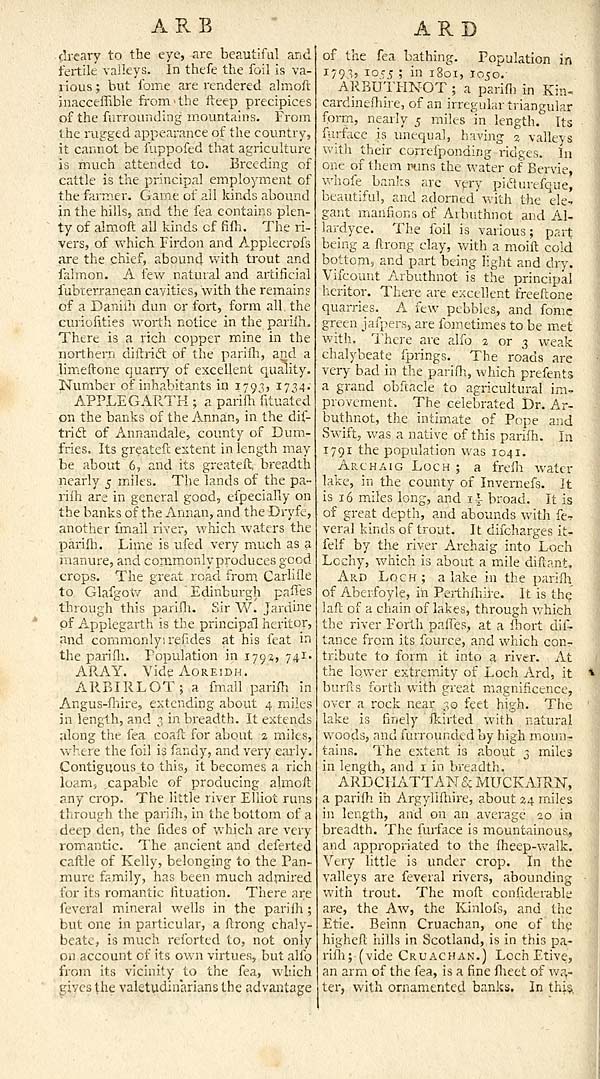 ARB
dreary to the eye, are beautiful and
fertile valleys. In theſe the ſoil is va-
rious; but ſome are rendered almoſt
inacceſſible from the ſteep precipices
of the ſurrounding mountains. From
the rugged appearance of the country,
it cannot be ſuppoſed that agriculture
is much attended to. Breeding of
cattle is the principal employment of
the farmer. Game of all kinds abound
in the hills, and the ſea contains plen-
ty of almoſt all kinds of fiſh. The ri-
vers, of which Firdon and Applecroſs
are the chief, abound with trout and
ſalmon. A few natural and artificial
ſubterranean cavities, with the remains
of a Daniſh dun or fort, form all the
curioſities worth notice in the pariſh.
There is a rich copper mine in the
northern diſtrict of the pariſh, and a
limeſtone quarry of excellent quality.
Number of inhabitants in 1793, 1734.
APPLEGARTH; a pariſh ſituated
on the banks of the Annan, in the diſ-
trict of Annandale, county of Dum-
fries. Its greateſt extent in length may
be about 6, and its greateſt breadth
nearly 5 miles. The lands of the pa-
riſh are in general good, eſpecially on
the banks of the Annan, and the Dryfe,
another ſmall river, which waters the
pariſh. Lime is uſed very much as a
manure, and commonly produces good
crops. The great road from Carliſle
to Glaſgow and Edinburgh paſſes
through this pariſh. Sir W. Jardine
of Applegarth is the principal heritor,
and commonly reſides at his ſeat in
the pariſh. Population in 1792, 741.
ARAY. Vide AOREIDH.
ARBIRLOT; a ſmall pariſh in
Angus-ſhire, extending about 4 miles
in length, and 3 in breadth. It extends
along the ſea coaſt for about 2 miles,
where the ſoil is ſandy, and very early.
Contiguous to this, it becomes a rich
loam, capable of producing almoſt
any crop. The little river Elliot runs
through the pariſh, in the bottom of a
deep den, the ſides of which are very
romantic. The ancient and deſerted
caſtle of Kelly, belonging to the Pan-
mure family, has been much admired
for its romantic ſituation. There are
ſeveral mineral wells in the pariſh;
but one in particular, a ſtrong chaly-
beate, is much reſorted to, not only
on account of its own virtues, but alſo
from its vicinity to the ſea, which
gives the valetudinarians the advantage
ARD
of the ſea bathing. Population in
1793, 1055; in 1801, 1050.
ARBUTHNOT; a pariſh in Kin-
cardineſhire, of an irregular triangular
form, nearly 5 miles in length. Its
ſurface is unequal, having 2 valleys
with their correſponding ridges. In
one of them runs the water of Bervie,
whoſe banks are very pictureſque,
beautiful, and adorned with the ele-
gant manſions of Arbuthnot and Al-
lardyce. The ſoil is various; part
being a ſtrong clay, with a moiſt cold
bottom, and part being light and dry.
Viſcount Arbuthnot is the principal
heritor. There are excellent freeſtone
quarries. A few pebbles, and ſome
green jaſpers, are ſometimes to be met
with. There are alſo 2 or 3 weak
chalybeate ſprings. The roads are
very bad in the pariſh, which preſents
a grand obſtacle to agricultural im-
provement. The celebrated Dr. Ar-
buthnot, the intimate of Pope and
Swift, was a native of this pariſh. In
1791 the population was 1041.
ARCHAIG LOCH; a freſh water
lake, in the county of Inverneſs. It
is 16 miles long, and 1½ broad. It is
of great depth, and abounds with ſe-
veral kinds of trout. It diſcharges it-
ſelf by the river Archaig into Loch
Lochy, which is about a mile diſtant.
ARD LOCH; a lake in the pariſh
of Aberfoyle, in Perthſhire. It is the
laſt of a chain of lakes, through which
the river Forth paſſes, at a ſhort diſ-
tance from its ſource, and which con-
tribute to form it into a river. At
the lower extremity of Loch Ard, it
burſts forth with great magnificence,
over a rock near 30 feet high. The
lake is finely ſkirted with natural
woods, and ſurrounded by high moun-
tains. The extent is about 3 miles
in length, and 1 in breadth.
ARDCHATTAN & MUCKAIRN,
a pariſh in Argyllſhire, about 24 miles
in length, and on an average 20 in
breadth. The ſurface is mountainous,
and appropriated to the ſheep-walk.
Very little is under crop. In the
valleys are ſeveral rivers, abounding
with trout. The moſt conſiderable
are, the Aw, the Kinloſs, and the
Etie. Beinn Cruachan, one of the
higheſt hills in Scotland, is in this pa-
riſh; (vide CRUACHAN.) Loch Etive,
an arm of the ſea, is a fine ſheet of wa-
ter, with ornamented banks. In this